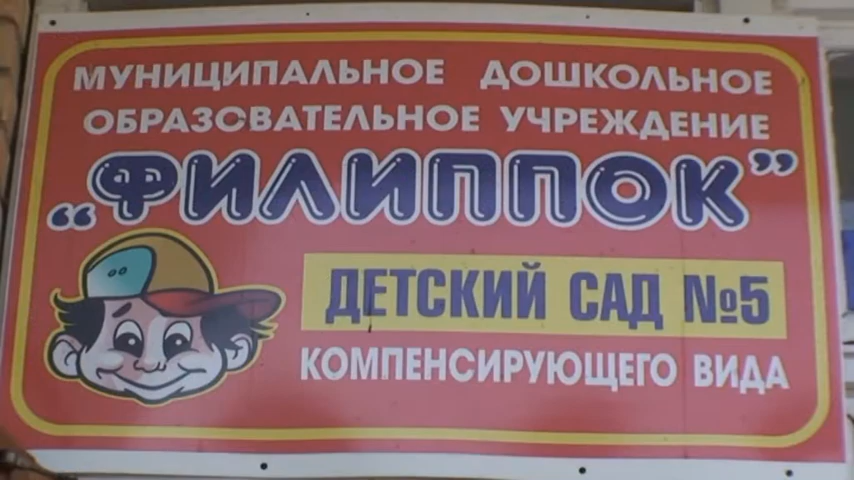 МУНИЦИПАЛЬНОЕ ДОШКОЛЬНОЕ
ОБРАЗОВАТЕЛЬНОЕ УЧРЕЖДЕНИЕ
“ФИЛИППОК”
ДЕТСКИЙ САД №5
КОМПЕНСИРУЮЩЕГО ВИДА